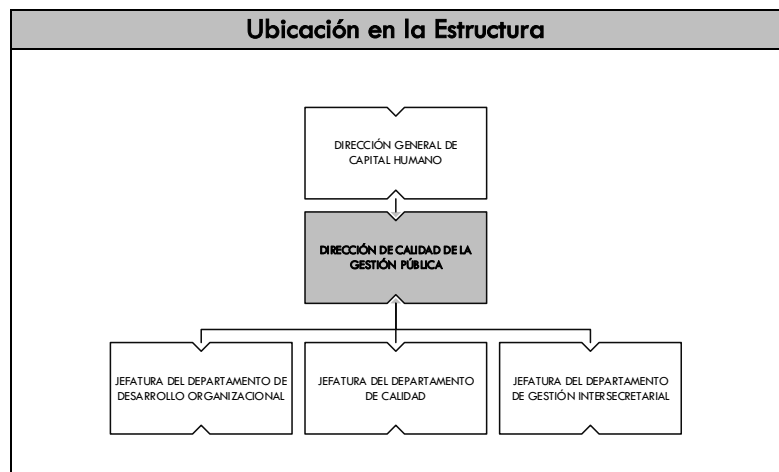 Ubicación en la Estructura
DIRECCIÓN GENERAL DE
CAPITAL HUMANO
DIRECCIÓN DE CALIDAD DE LA
GESTIÓN PÚBLICA
JEFATURA DEL DEPARTAMENTO DE
DESARROLLO ORGANIZACIONAL
JEFATURA DEL DEPARTAMENTO
DE CALIDAD
JEFATURA DEL DEPARTAMENTO
DE GESTIÓN INTERSECRETARIAL